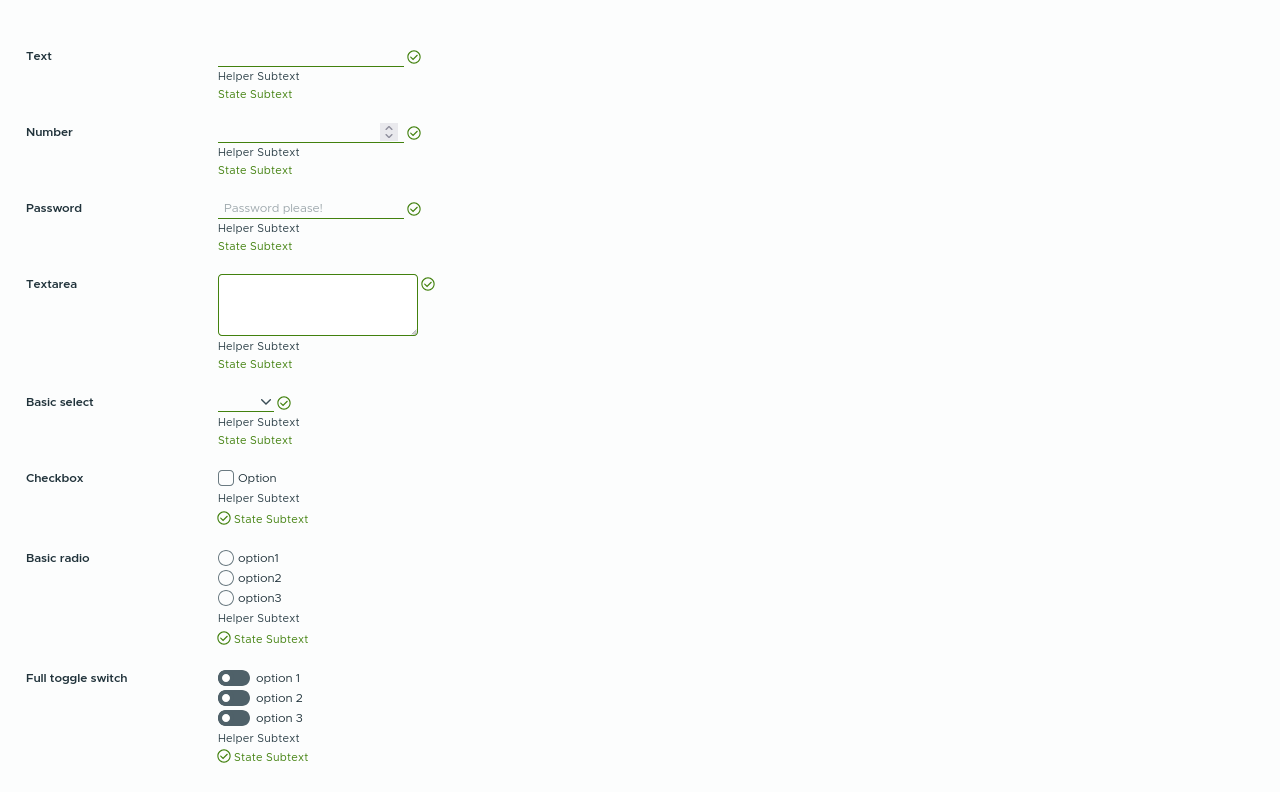 Text
Helper Subtext
State Subtext
Number
Helper Subtext
State Subtext
Password
Password please!
Helper Subtext
State Subtext
Textarea
Helper Subtext
State Subtext
Basic select
Helper Subtext
State Subtext
Checkbox
Option
Helper Subtext
State Subtext
Basic radio
option1
option2
option3
Helper Subtext
State Subtext
Full toggle switch
option 1
option 2
option 3
Helper Subtext
State Subtext